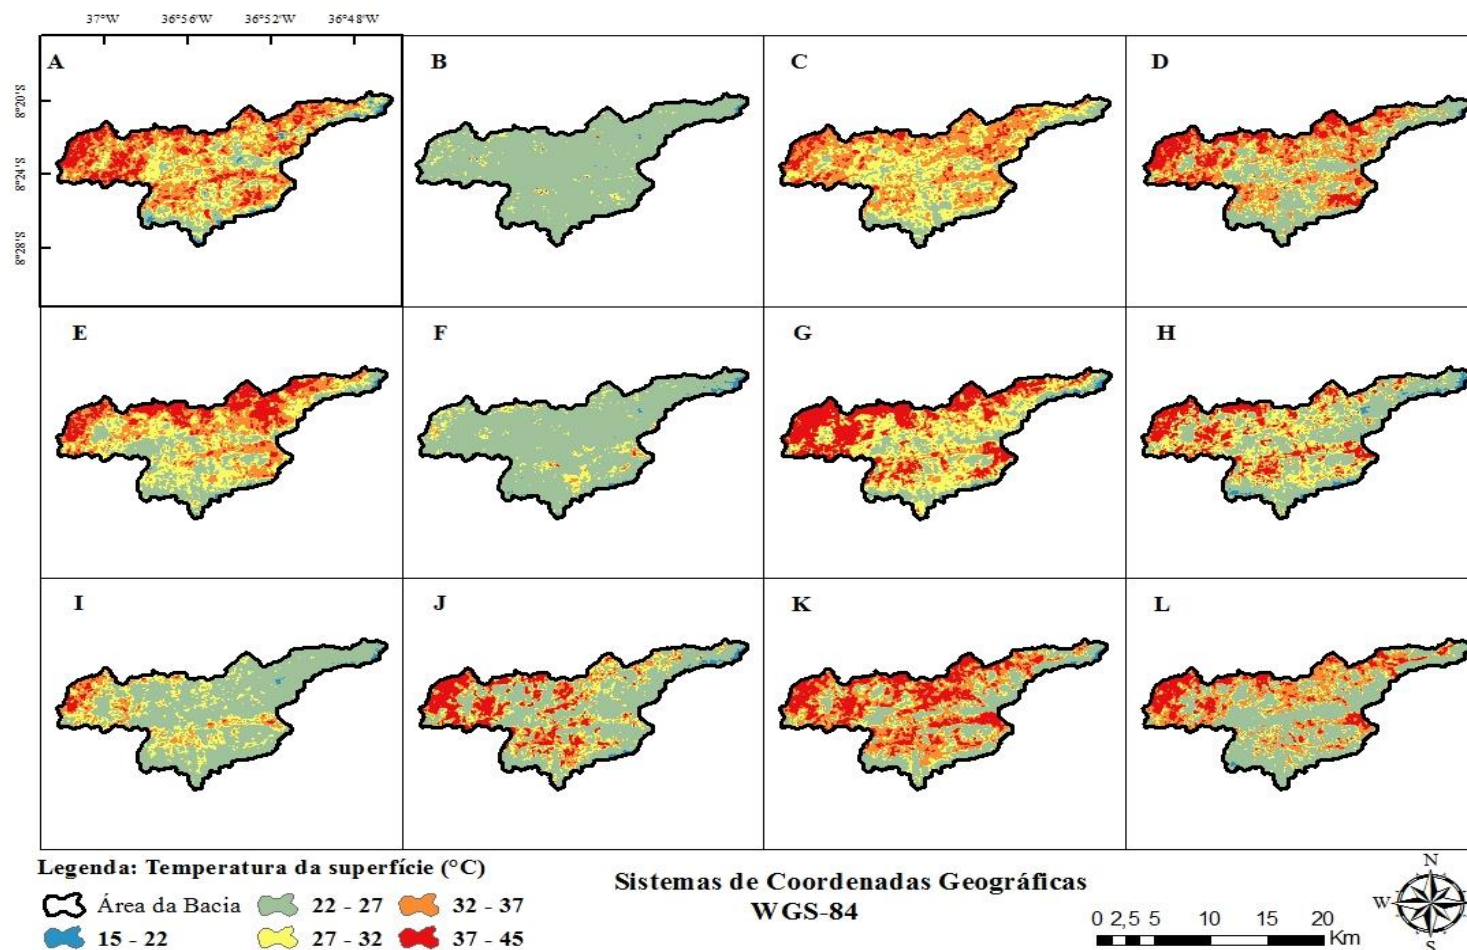 37°W 36°56'W 36°52'W 36°48'W
8°20'S
8°24'S
8°28'S
A
B
C
D
E
F
G
H
I
J
K
L
Legenda: Temperatura da superfície (°C)
Área da Bacia 22 - 27 32 - 37
15 - 22 27 - 32 37 - 45
Sistemas de Coordenadas Geográficas
WGS-84
0 2,5 5 10 15 20
Km
N
W
S